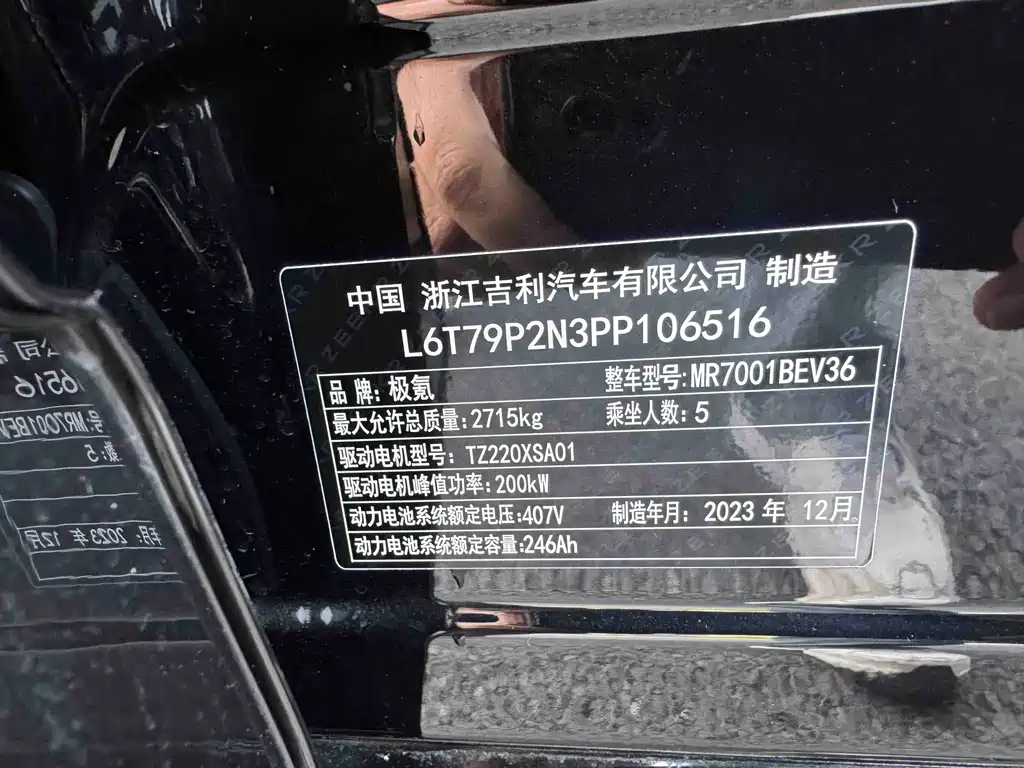 中国 浙江吉利汽车有限公司 制造
L6T79P2N3PP106516
品牌:极氪 整车型号:MR7001BEV36
最大允许总质量:2715kg 乘坐人数:5
驱动电机型号:TZ220XSA01
驱动电机峰值功率:200kW
动力电池系统额定电压:407V 制造年月:2023年 12月
动力电池系统额定容量:246Ah